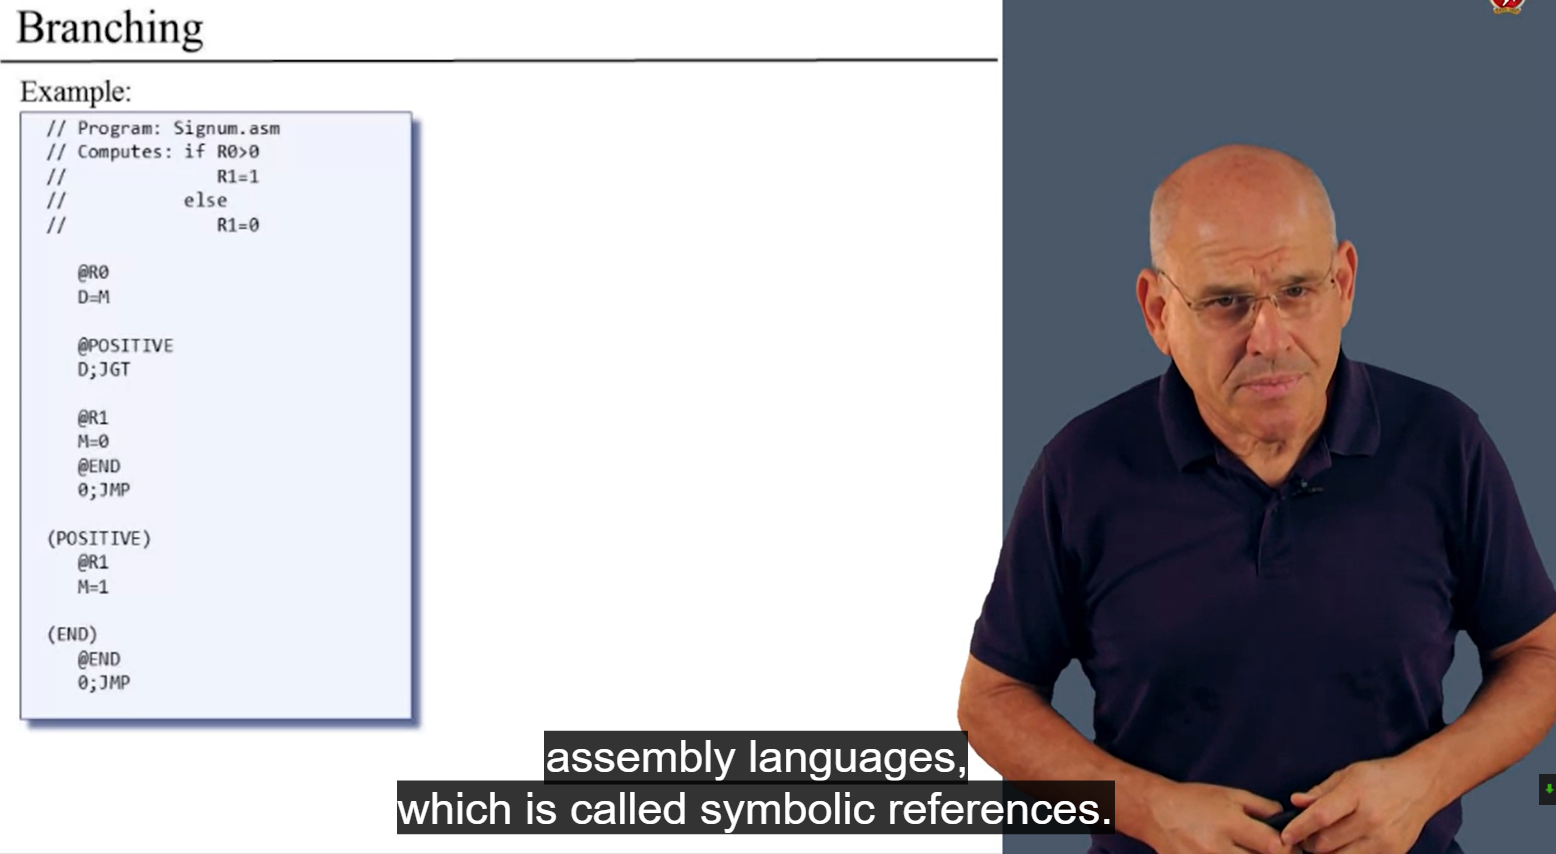 Branching
Example:
// Program: Signum.asm
// Computes: if R0>0
// R1=1
// else
// R1=0
@R0
D=M
@POSITIVE
D;JGT
@R1
M=0
@END
0;JMP
(POSITIVE)
@R1
M=1
(END)
@END
0;JMP
assembly languages,
which is called symbolic references.